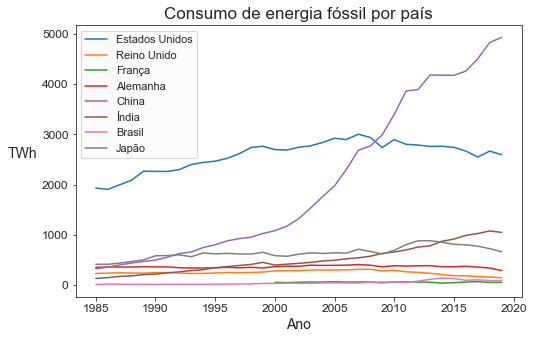 Consumo de energia fóssil por país
5000
4000
3000
2000
1000
0
TWh
Estados Unidos
Reino Unido
França
Alemanha
China
Índia
Brasil
Japão
1985
1990
1995
2000
2005
2010
2015
2020
Ano